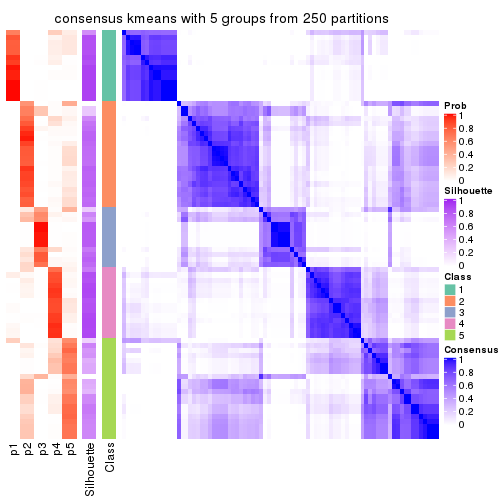 consensus kmeans with 5 groups from 250 partitions
Prob
1
0.8
0.6
0.4
0.2
0
Silhouette
1
0.8
0.6
0.4
0.2
0
Class
1
2
3
4
5
Consensus
1
0.8
0.6
0.4
0.2
0
p1
p2
p3
p4
p5
Silhouette
Class